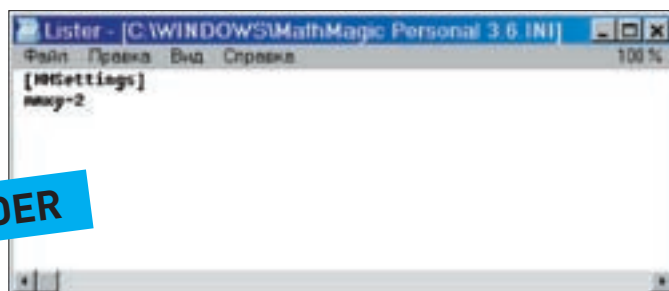 Lister - [C:\WINDOWS\MathMagic Personal 3.6.INI]
Файл Правка Вид Справка 100 %
[MMSettings]
DER